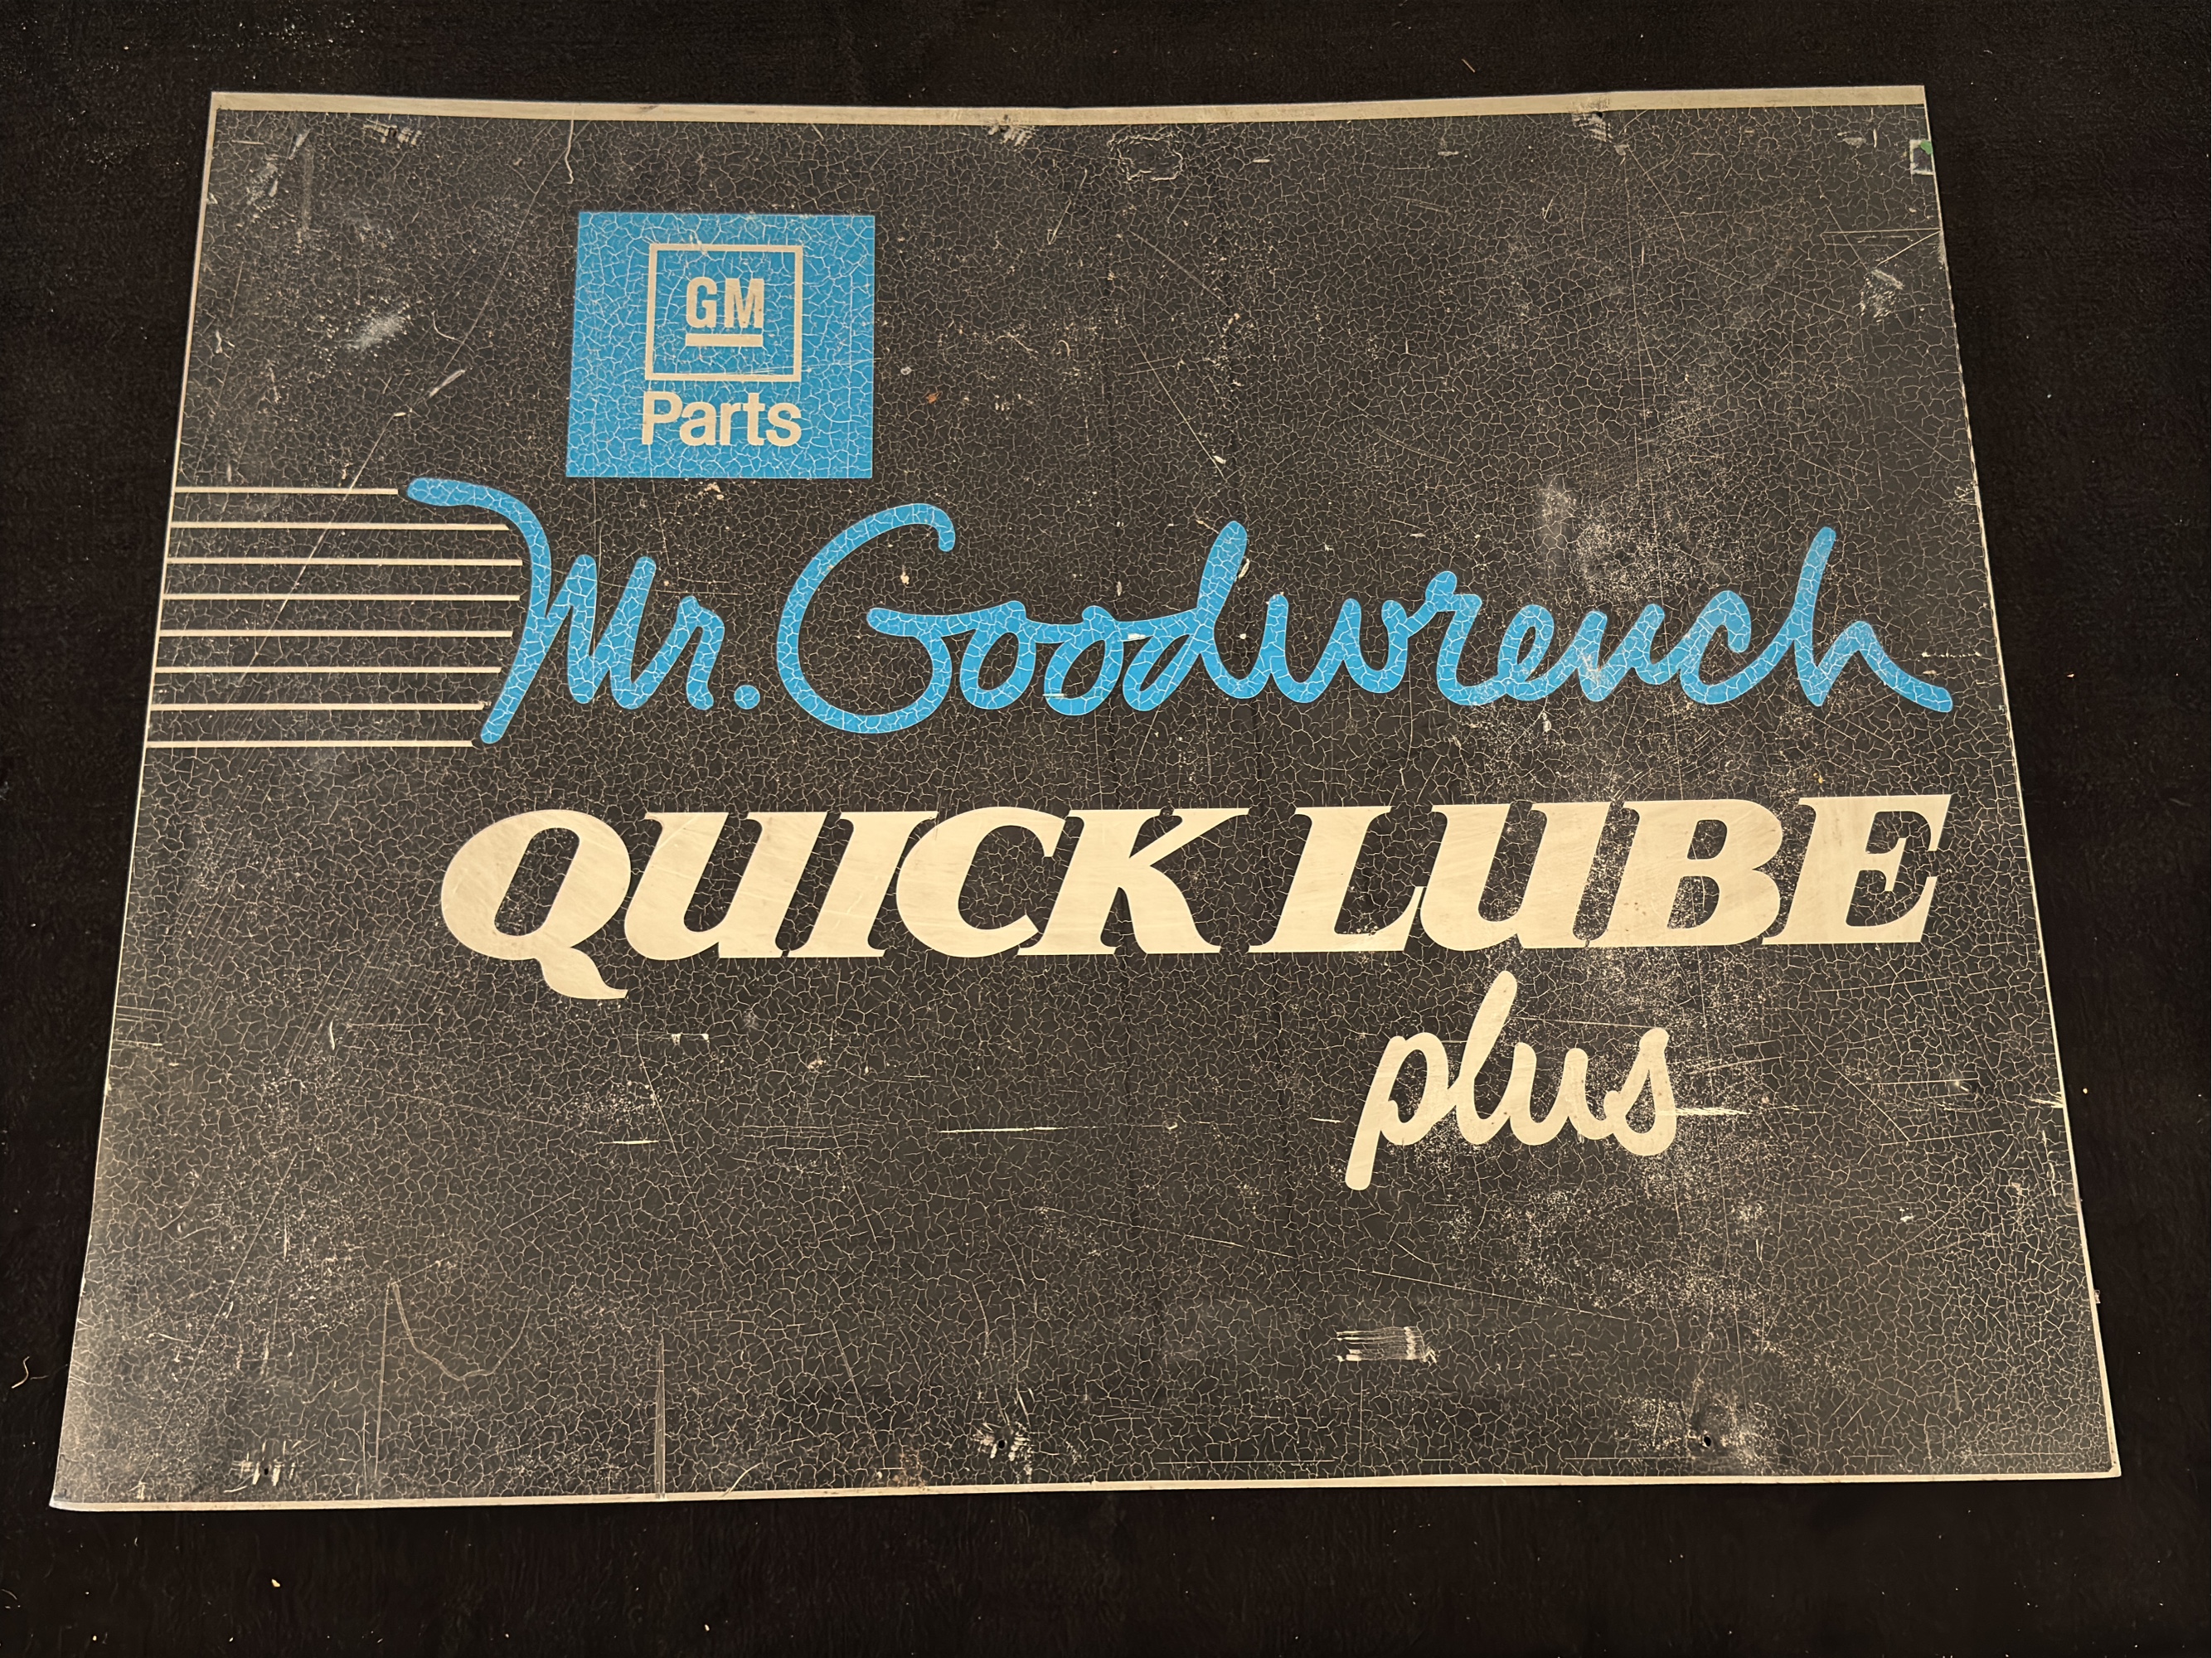 GM
Parts
Mr. Goodwrench
QUICK LUBE
plus